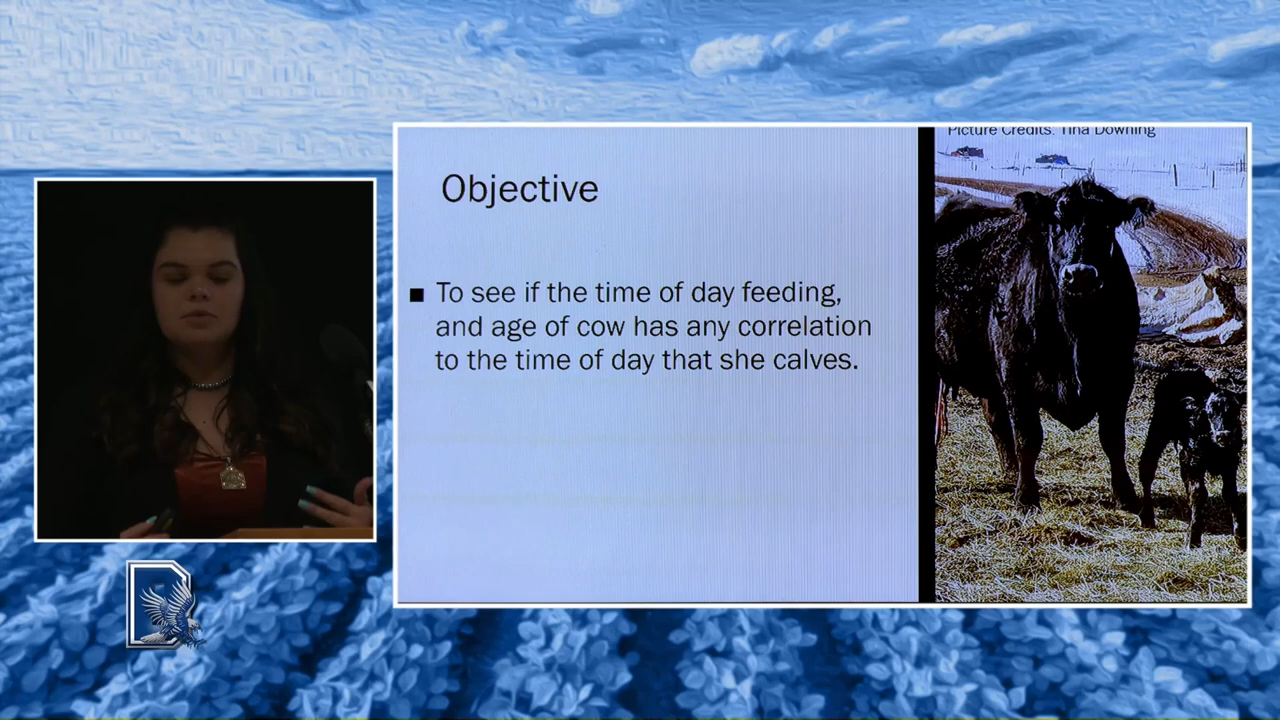 Picture Credits: Tina Downing
Objective
■ To see if the time of day feeding,
and age of cow has any correlation
to the time of day that she calves.
D